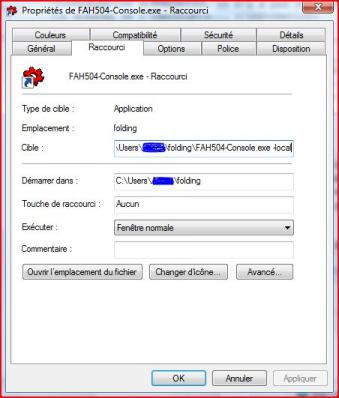 Propriétés de FAH504-Console.exe - Raccourci
Couleurs Compatibilité Sécurité Détails
Général Raccourci Options Police Disposition
FAH504-Console.exe - Raccourci
Type de cible : Application
Emplacement : folding
Cible : \Users\ \folding\FAH504-Console.exe -local
Démarrer dans : C:\Users\ \folding
Touche de raccourci : Aucun
Exécuter : Fenêtre normale
Commentaire :
Ouvrir l'emplacement du fichier Changer d'icône... Avancé...
OK Annuler Appliquer